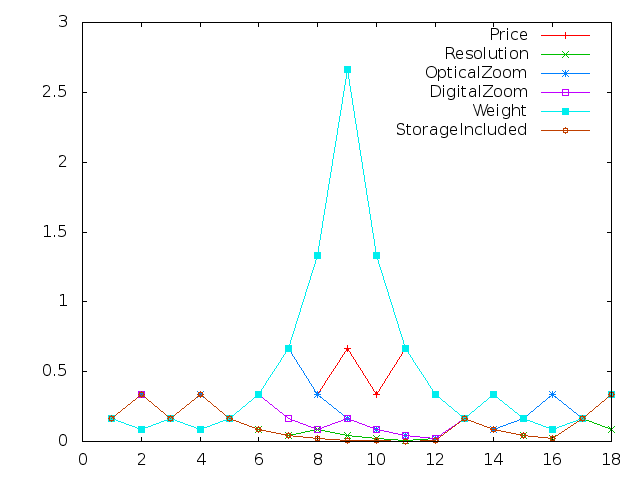 3
Price
Resolution
OpticalZoom
2.5
DigitalZoom
Weight
StorageIncluded
2
1.5
1
0.5
0
0 2 4 6 8 10 12 14 16 18